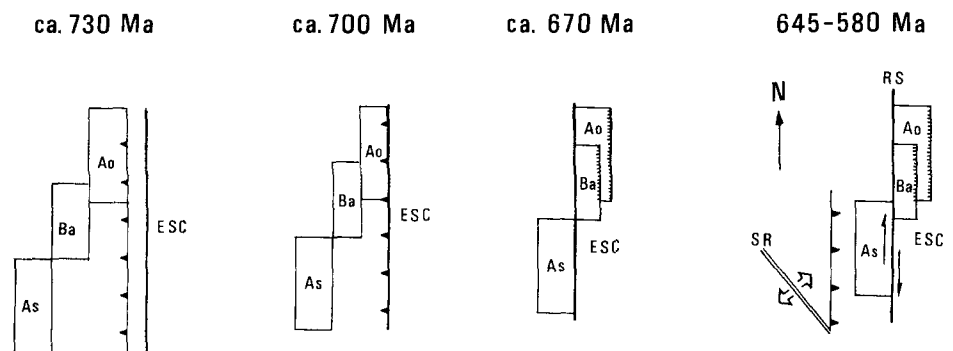 ca. 730 Ma
Ao
Ba
As
ESC
ca. 700 Ma
Ao
Ba
As
ESC
ca. 670 Ma
Ao
Ba
As
ESC
645-580 Ma
N
RS
Ao
Ba
As
ESC
SR